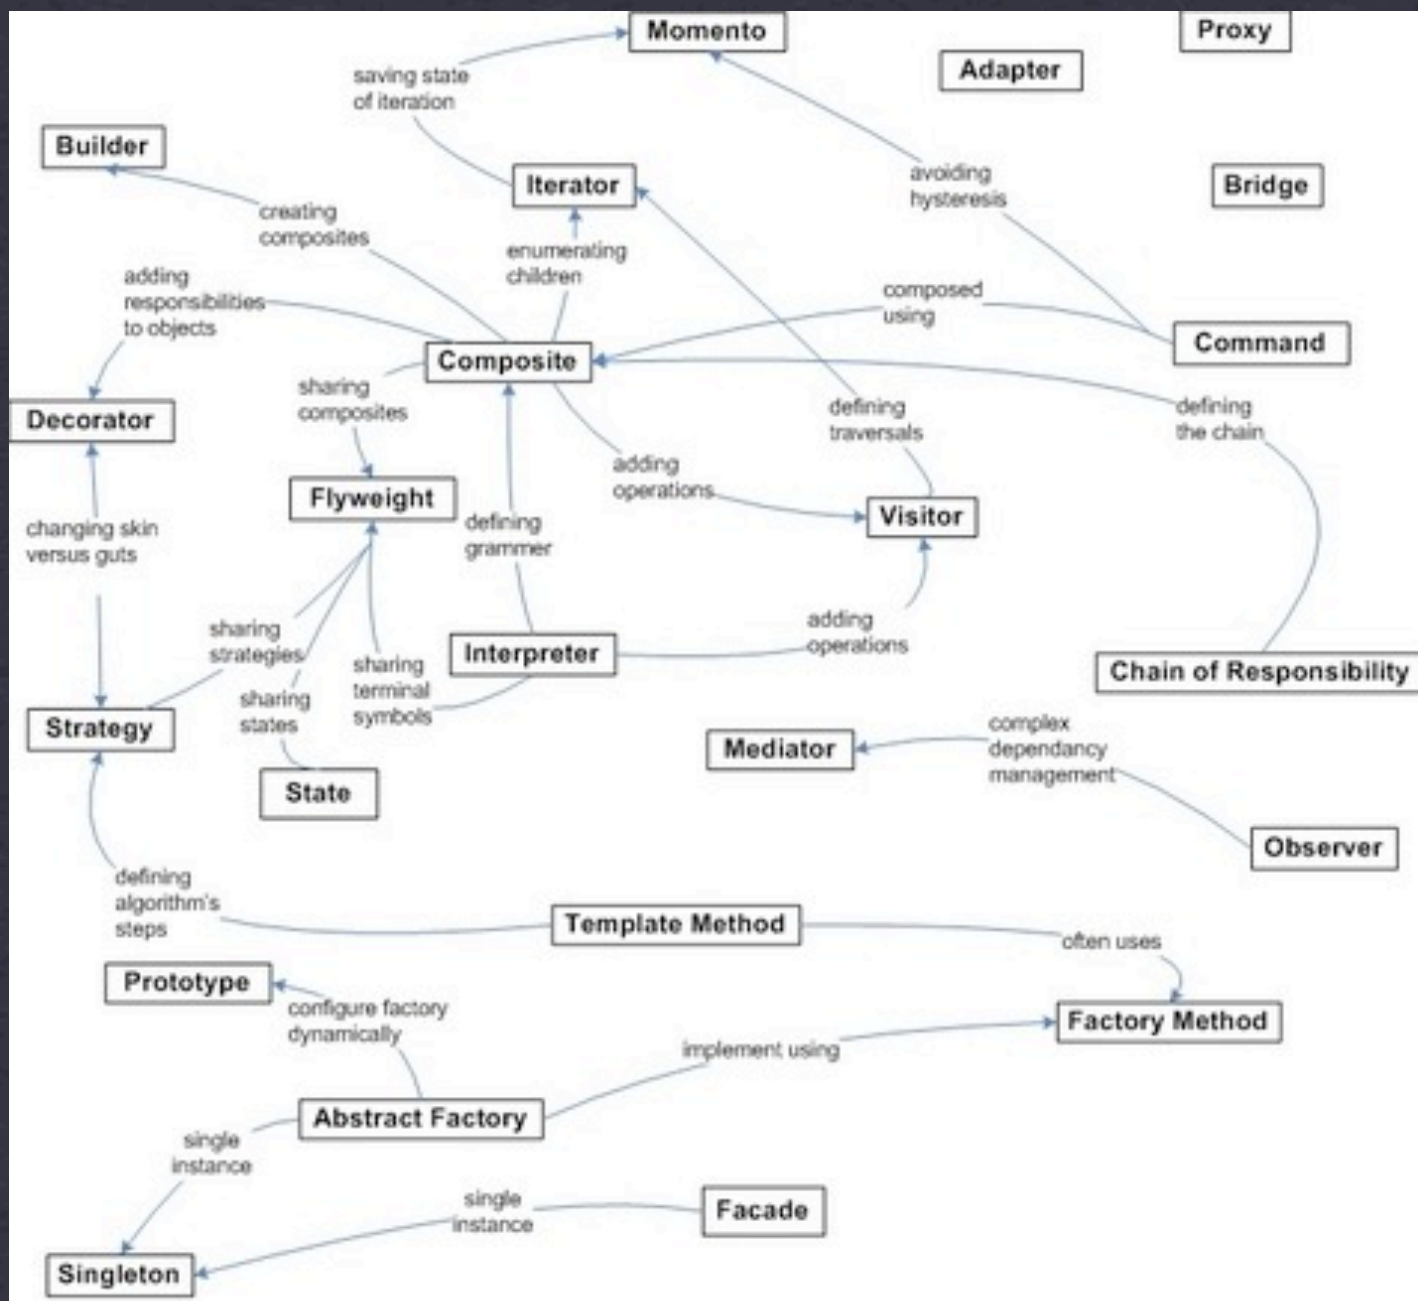 Momento
Proxy
Adapter
saving state
of iteration
Builder
Iterator
avoiding
hysteresis
Bridge
creating
composites
enumerating
children
adding
responsibilities
to objects
composed
using
Command
Composite
sharing
composites
defining
traversals
defining
the chain
Decorator
adding
operations
Flyweight
Visitor
changing skin
versus guts
defining
grammer
sharing
strategies
adding
operations
Interpreter
sharing
terminal
symbols
Chain of Responsibility
sharing
states
Strategy
Mediator
complex
dependancy
management
State
Observer
defining
algorithm's
steps
Template Method
often uses
Prototype
configure factory
dynamically
Factory Method
implement using
Abstract Factory
single
instance
single
instance
Facade
Singleton